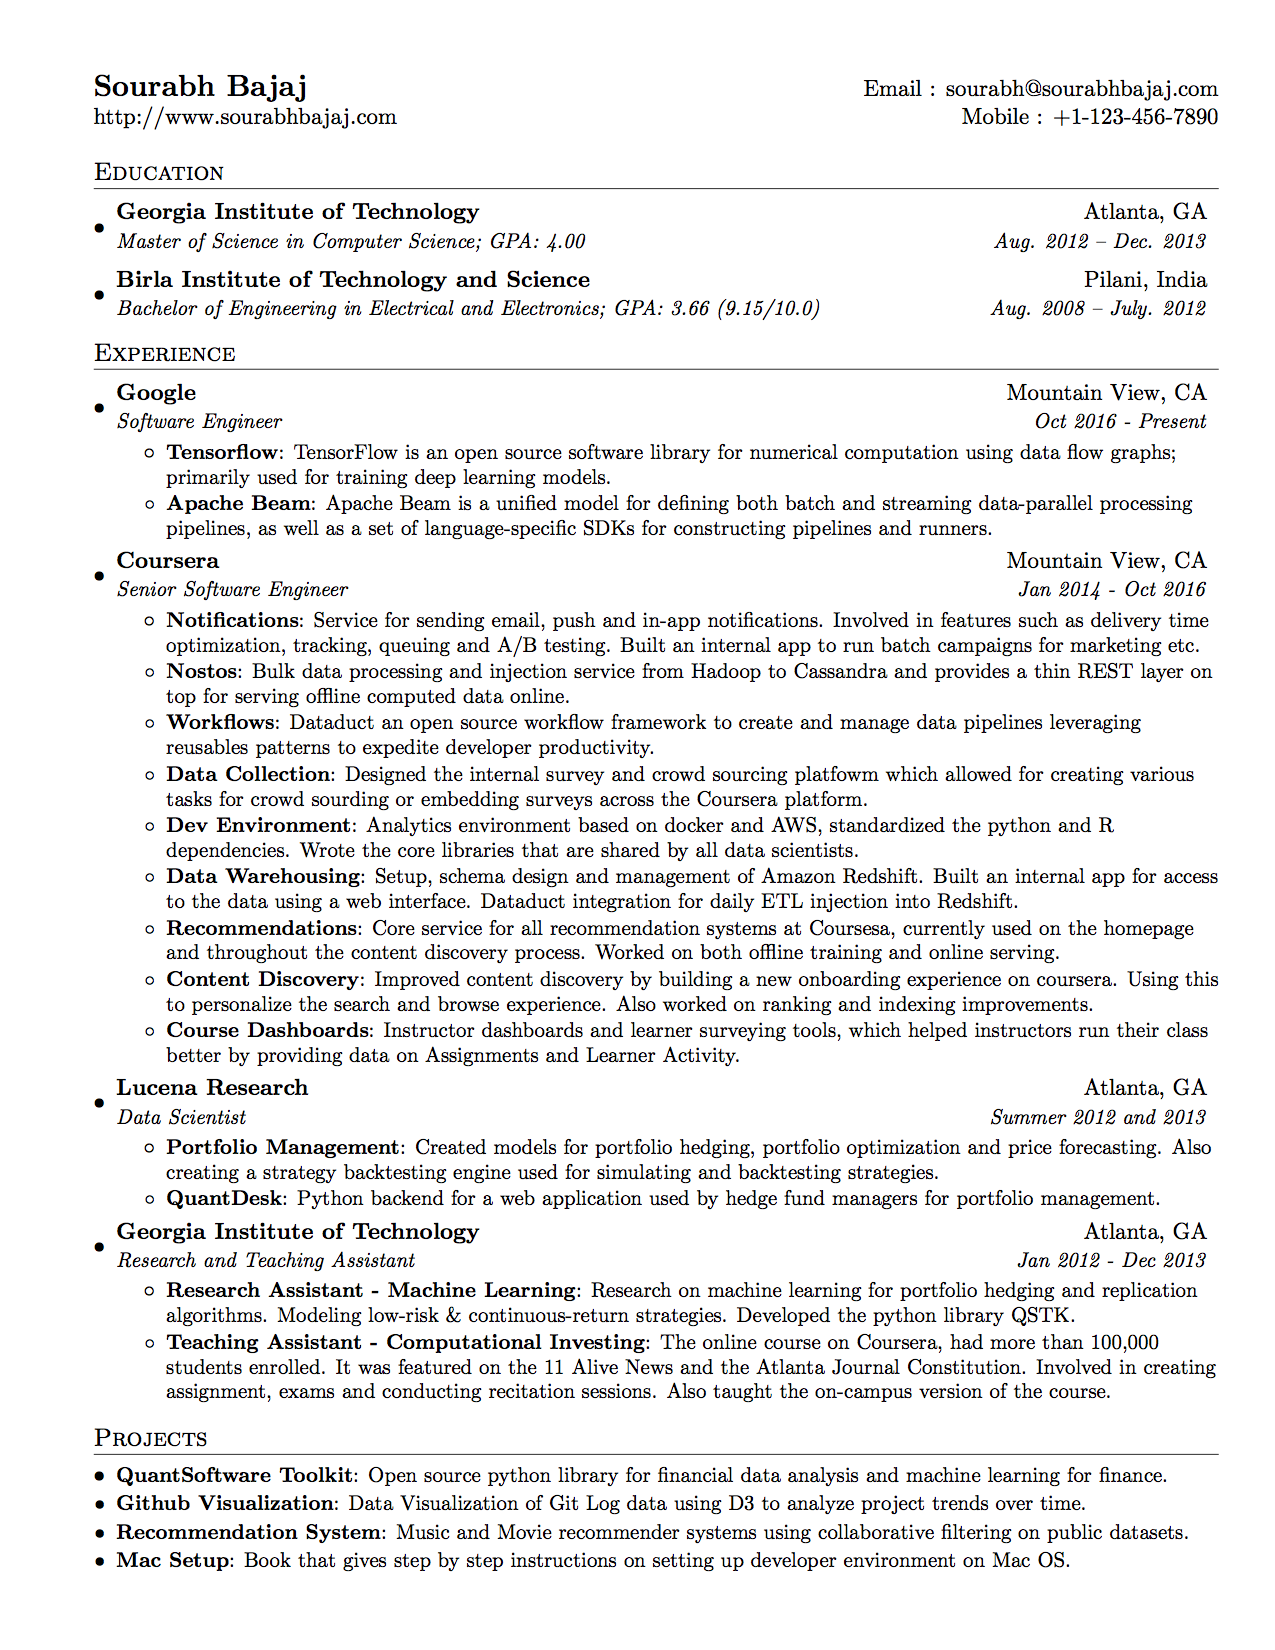 Sourabh Bajaj
Email : sourabh@sourabhbajaj.com
http://www.sourabhbajaj.com
Mobile : +1-123-456-7890
Education
• Georgia Institute of Technology Atlanta, GA
Master of Science in Computer Science; GPA: 4.00 Aug. 2012 – Dec. 2013
• Birla Institute of Technology and Science Pilani, India
Bachelor of Engineering in Electrical and Electronics; GPA: 3.66 (9.15/10.0) Aug. 2008 – July. 2012
Experience
• Google Mountain View, CA
Software Engineer Oct 2016 - Present
◦ Tensorflow: TensorFlow is an open source software library for numerical computation using data flow graphs;
primarily used for training deep learning models.
◦ Apache Beam: Apache Beam is a unified model for defining both batch and streaming data-parallel processing
pipelines, as well as a set of language-specific SDKs for constructing pipelines and runners.
• Coursera Mountain View, CA
Senior Software Engineer Jan 2014 - Oct 2016
◦ Notifications: Service for sending email, push and in-app notifications. Involved in features such as delivery time
optimization, tracking, queuing and A/B testing. Built an internal app to run batch campaigns for marketing etc.
◦ Nostos: Bulk data processing and injection service from Hadoop to Cassandra and provides a thin REST layer on
top for serving offline computed data online.
◦ Workflows: Dataduct an open source workflow framework to create and manage data pipelines leveraging
reusables patterns to expedite developer productivity.
◦ Data Collection: Designed the internal survey and crowd sourcing platfowm which allowed for creating various
tasks for crowd sourding or embedding surveys across the Coursera platform.
◦ Dev Environment: Analytics environment based on docker and AWS, standardized the python and R
dependencies. Wrote the core libraries that are shared by all data scientists.
◦ Data Warehousing: Setup, schema design and management of Amazon Redshift. Built an internal app for access
to the data using a web interface. Dataduct integration for daily ETL injection into Redshift.
◦ Recommendations: Core service for all recommendation systems at Coursesa, currently used on the homepage
and throughout the content discovery process. Worked on both offline training and online serving.
◦ Content Discovery: Improved content discovery by building a new onboarding experience on coursera. Using this
to personalize the search and browse experience. Also worked on ranking and indexing improvements.
◦ Course Dashboards: Instructor dashboards and learner surveying tools, which helped instructors run their class
better by providing data on Assignments and Learner Activity.
• Lucena Research Atlanta, GA
Data Scientist Summer 2012 and 2013
◦ Portfolio Management: Created models for portfolio hedging, portfolio optimization and price forecasting. Also
creating a strategy backtesting engine used for simulating and backtesting strategies.
◦ QuantDesk: Python backend for a web application used by hedge fund managers for portfolio management.
• Georgia Institute of Technology Atlanta, GA
Research and Teaching Assistant Jan 2012 - Dec 2013
◦ Research Assistant - Machine Learning: Research on machine learning for portfolio hedging and replication
algorithms. Modeling low-risk & continuous-return strategies. Developed the python library QSTK.
◦ Teaching Assistant - Computational Investing: The online course on Coursera, had more than 100,000
students enrolled. It was featured on the 11 Alive News and the Atlanta Journal Constitution. Involved in creating
assignment, exams and conducting recitation sessions. Also taught the on-campus version of the course.
Projects
• QuantSoftware Toolkit: Open source python library for financial data analysis and machine learning for finance.
• Github Visualization: Data Visualization of Git Log data using D3 to analyze project trends over time.
• Recommendation System: Music and Movie recommender systems using collaborative filtering on public datasets.
• Mac Setup: Book that gives step by step instructions on setting up developer environment on Mac OS.